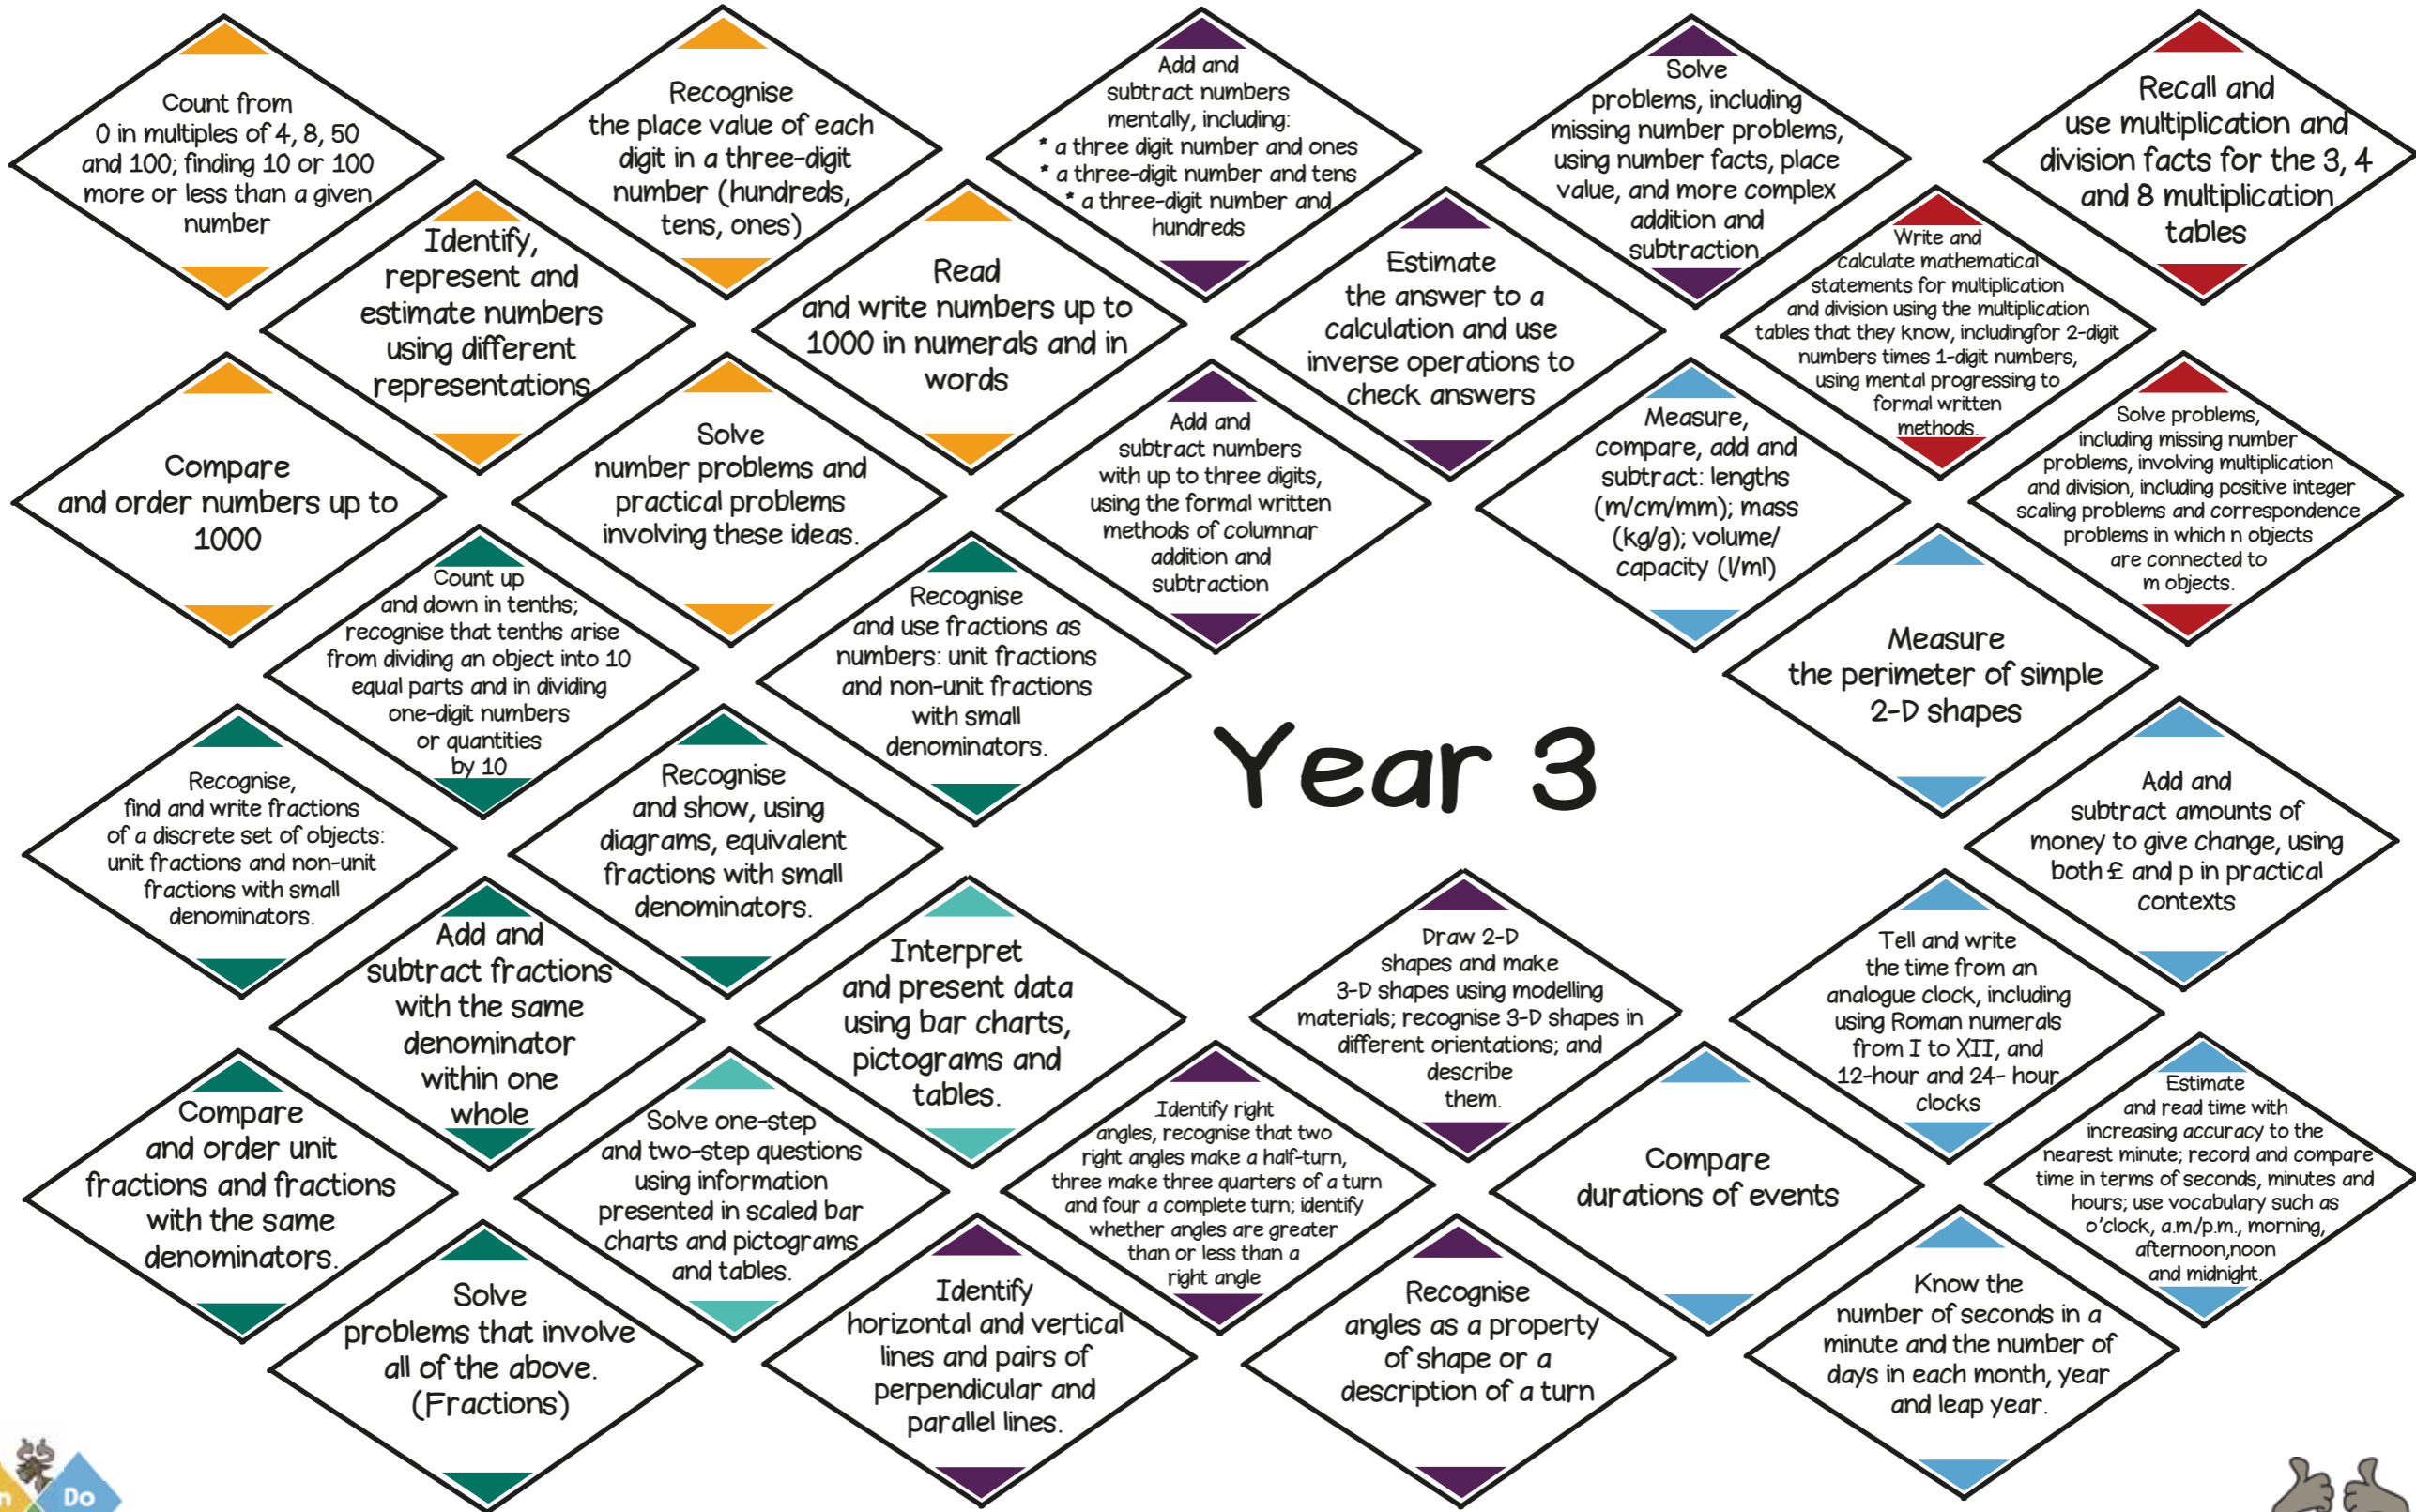 Count from
0 in multiples of 4, 8, 50
and 100; finding 10 or 100
more or less than a given
number
Recognise
the place value of each
digit in a three-digit
number (hundreds,
tens, ones)
Add and
subtract numbers
mentally, including:
* a three digit number and ones
* a three-digit number and tens
* a three-digit number and
hundreds
Solve
problems, including
missing number problems,
using number facts, place
value, and more complex
addition and
subtraction.
Recall and
use multiplication and
division facts for the 3, 4
and 8 multiplication
tables
Identify,
represent and
estimate numbers
using different
representations
Read
and write numbers up to
1000 in numerals and in
words
Estimate
the answer to a
calculation and use
inverse operations to
check answers
Write and
calculate mathematical
statements for multiplication
and division using the multiplication
tables that they know, includingfor 2-digit
numbers times 1-digit numbers,
using mental progressing to
formal written
methods.
Compare
and order numbers up to
1000
Solve
number problems and
practical problems
involving these ideas.
Add and
subtract numbers
with up to three digits,
using the formal written
methods of columnar
addition and
subtraction
Measure,
compare, add and
subtract: lengths
(m/cm/mm); mass
(kg/g); volume/
capacity (l/ml)
Solve problems,
including missing number
problems, involving multiplication
and division, including positive integer
scaling problems and correspondence
problems in which n objects
are connected to
m objects.
Count up
and down in tenths;
recognise that tenths arise
from dividing an object into 10
equal parts and in dividing
one-digit numbers
or quantities
by 10
Recognise
and use fractions as
numbers: unit fractions
and non-unit fractions
with small
denominators.
Measure
the perimeter of simple
2-D shapes
Year 3
Recognise,
find and write fractions
of a discrete set of objects:
unit fractions and non-unit
fractions with small
denominators.
Recognise
and show, using
diagrams, equivalent
fractions with small
denominators.
Add and
subtract amounts of
money to give change, using
both £ and p in practical
contexts
Add and
subtract fractions
with the same
denominator
within one
whole
Interpret
and present data
using bar charts,
pictograms and
tables.
Draw 2-D
shapes and make
3-D shapes using modelling
materials; recognise 3-D shapes in
different orientations; and
describe
them.
Tell and write
the time from an
analogue clock, including
using Roman numerals
from I to XII, and
12-hour and 24- hour
clocks
Compare
and order unit
fractions and fractions
with the same
denominators.
Solve one-step
and two-step questions
using information
presented in scaled bar
charts and pictograms
and tables.
Identify right
angles, recognise that two
right angles make a half-turn,
three make three quarters of a turn
and four a complete turn; identify
whether angles are greater
than or less than a
right angle
Compare
durations of events
Estimate
and read time with
increasing accuracy to the
nearest minute; record and compare
time in terms of seconds, minutes and
hours; use vocabulary such as
o'clock, a.m./p.m., morning,
afternoon,noon
and midnight.
Solve
problems that involve
all of the above.
(Fractions)
Identify
horizontal and vertical
lines and pairs of
perpendicular and
parallel lines.
Recognise
angles as a property
of shape or a
description of a turn
Know the
number of seconds in a
minute and the number of
days in each month, year
and leap year.
Do